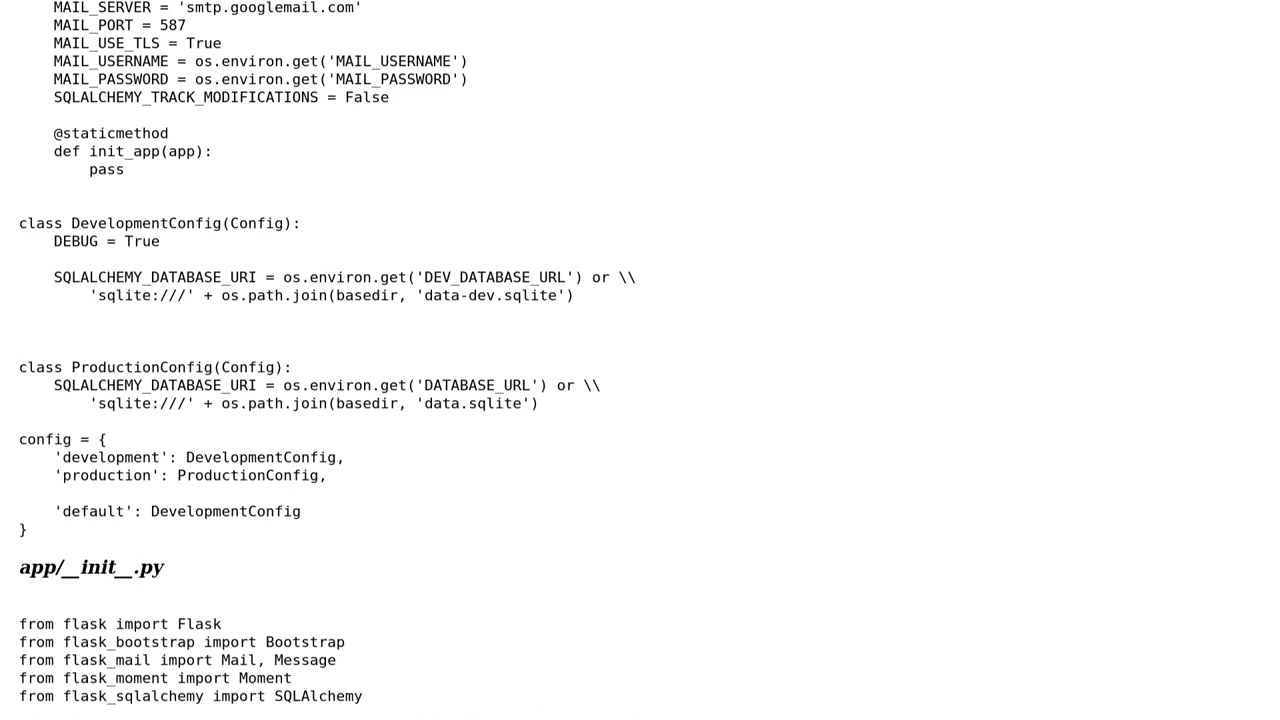 MAIL_SERVER = 'smtp.googlemail.com'
    MAIL_PORT = 587
    MAIL_USE_TLS = True
    MAIL_USERNAME = os.environ.get('MAIL_USERNAME')
    MAIL_PASSWORD = os.environ.get('MAIL_PASSWORD')
    SQLALCHEMY_TRACK_MODIFICATIONS = False

    @staticmethod
    def init_app(app):
        pass


class DevelopmentConfig(Config):
    DEBUG = True

    SQLALCHEMY_DATABASE_URI = os.environ.get('DEV_DATABASE_URL') or \\
        'sqlite:///' + os.path.join(basedir, 'data-dev.sqlite')



class ProductionConfig(Config):
    SQLALCHEMY_DATABASE_URI = os.environ.get('DATABASE_URL') or \\
        'sqlite:///' + os.path.join(basedir, 'data.sqlite')

config = {
    'development': DevelopmentConfig,
    'production': ProductionConfig,

    'default': DevelopmentConfig
}

app/__init__.py

from flask import Flask
from flask_bootstrap import Bootstrap
from flask_mail import Mail, Message
from flask_moment import Moment
from flask_sqlalchemy import SQLAlchemy